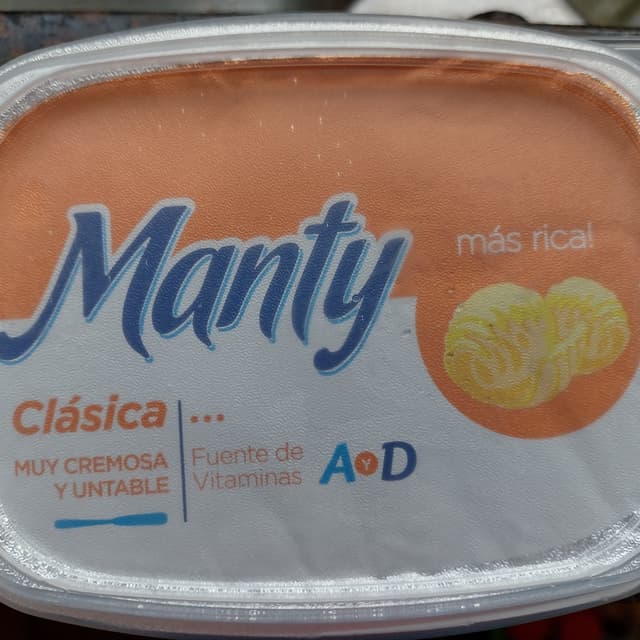 Manty
más rica!
Clásica ...
MUY CREMOSA
Y UNTABLE
Fuente de
Vitaminas
A Y D